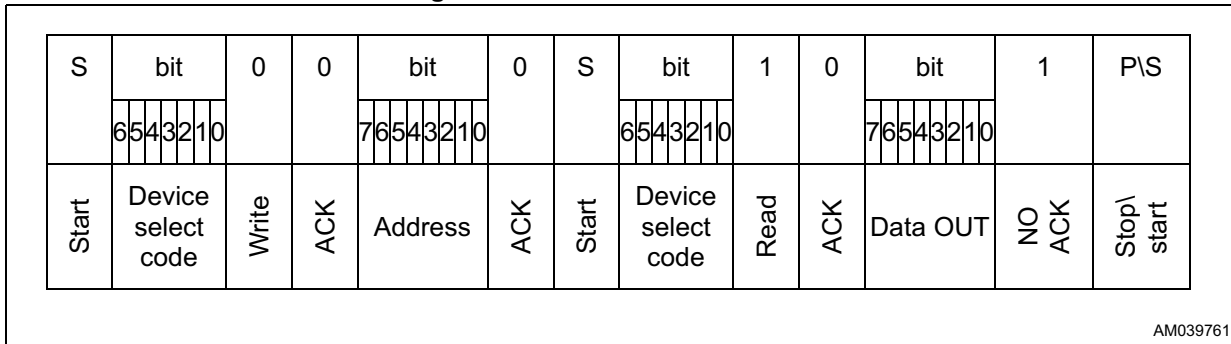 S bit 0 0 bit 0 S bit 1 0 bit 1 P\S
6543210 76543210 6543210 76543210
Start Device select code Write ACK Address ACK Start Device select code Read ACK Data OUT NO ACK Stop\ start
AM039761